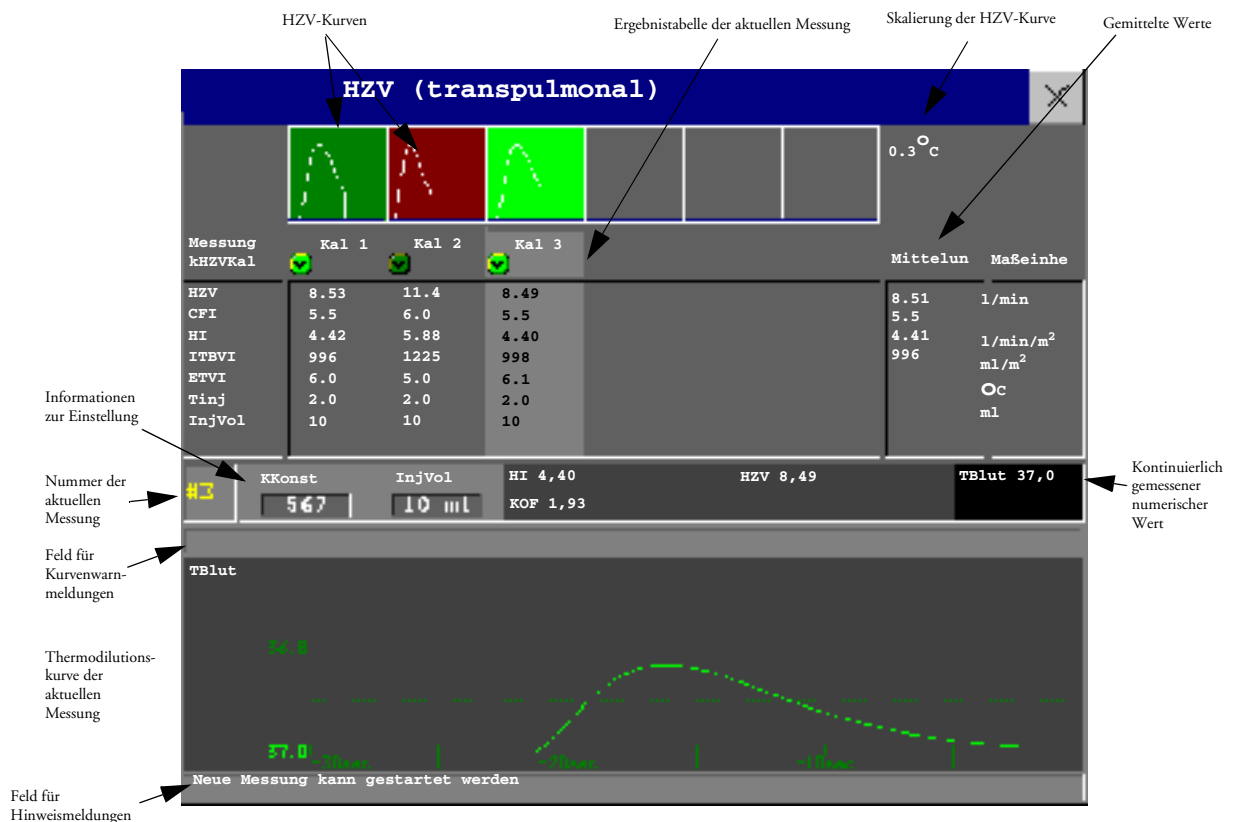 HZV-Kurven
Ergebnistabelle der aktuellen Messung
Skalierung der HZV-Kurve
Gemittelte Werte
HZV (transpulmonal)
0.3 °C
Messung Kal 1 Kal 2 Kal 3
kHZVKal Mittelun Maßeinhe
HZV 8.53 11.4 8.49 8.51 l/min
CFI 5.5 6.0 5.5 5.5
HI 4.42 5.88 4.40 4.41 l/min/m²
ITBVI 996 1225 998 996 ml/m²
ETVI 6.0 5.0 6.1
Tinj 2.0 2.0 2.0 °C
InjVol 10 10 10 ml
Informationen
zur Einstellung
Nummer der
aktuellen
Messung
#3
KKonst InjVol HI 4,40 HZV 8,49 TBlut 37,0
567 10 ml KOF 1,93
Kontinuierlich
gemessener
numerischer
Wert
Feld für
Kurvenwarn-
meldungen
TBlut
36.8
Thermodilutions-
kurve der
aktuellen
Messung
37.0
Neue Messung kann gestartet werden
Feld für
Hinweismeldungen